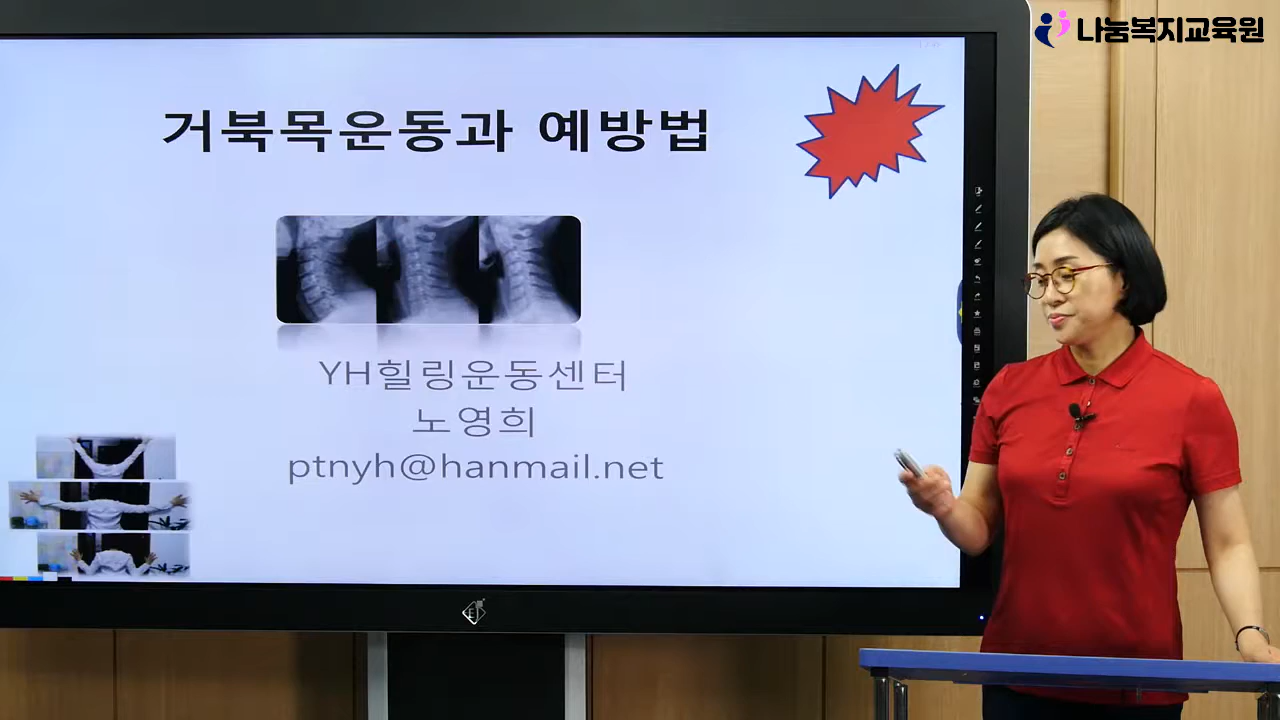 나눔복지교육원
거북목운동과 예방법
YH힐링운동센터
노영희
ptnyh@hanmail.net